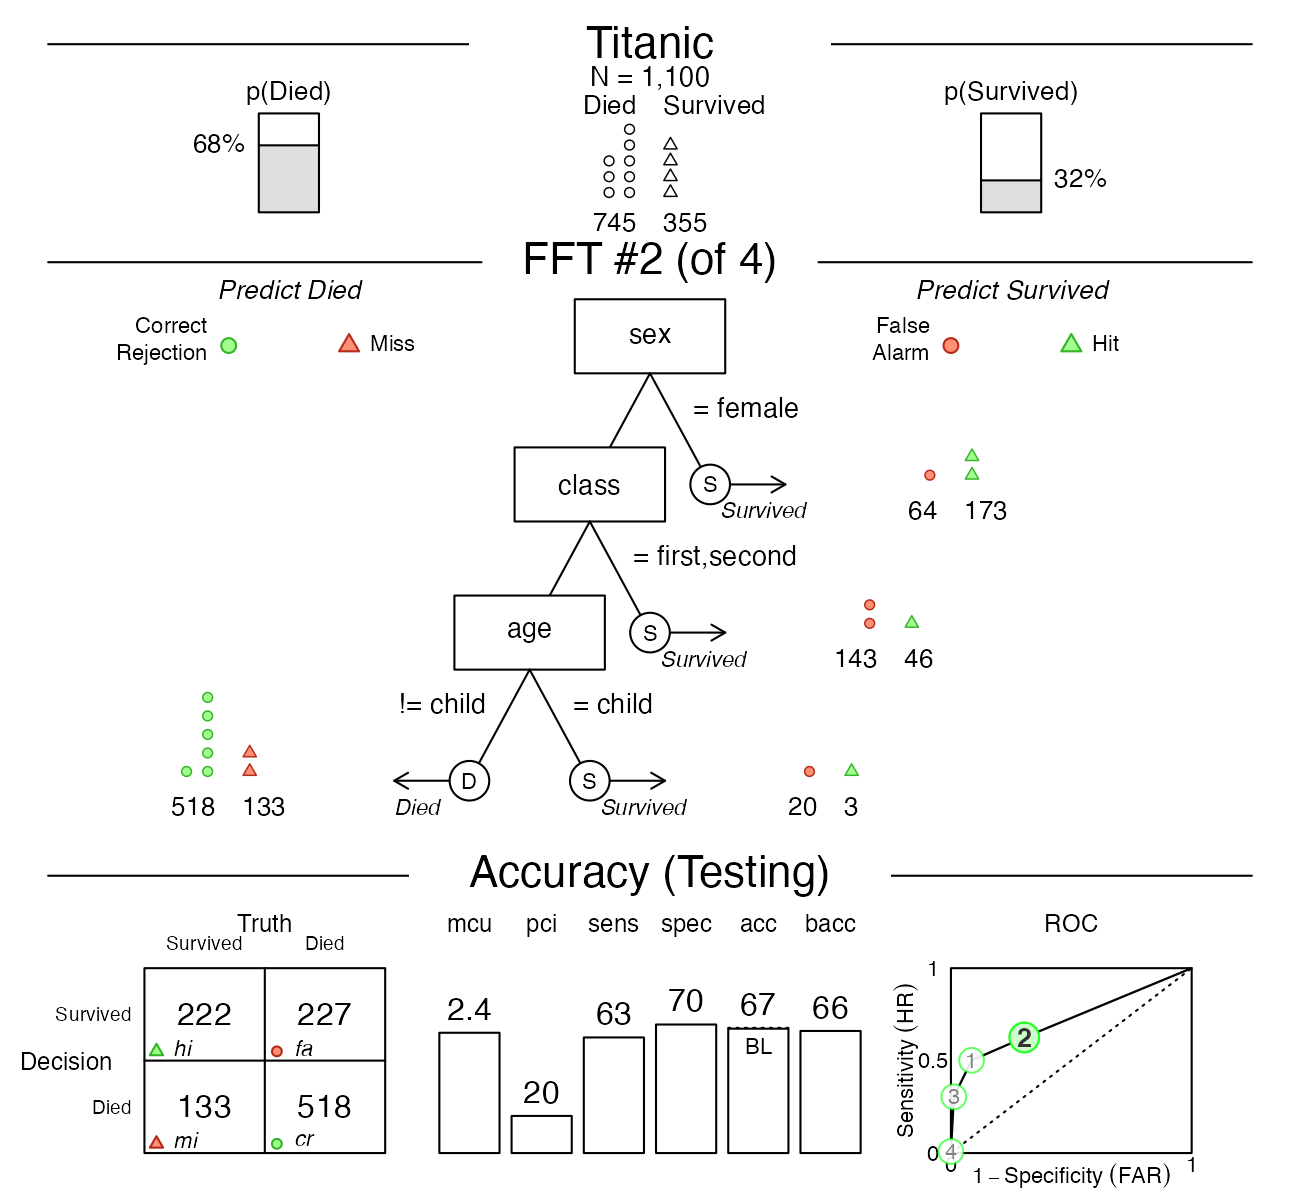 Titanic
N = 1,100
p(Died)
p(Survived)
Died Survived
68%
32%
745 355
FFT #2 (of 4)
Predict Died
Predict Survived
Correct
Rejection
Miss
False
Alarm
Hit
sex
= female
S
Survived
64 173
class
= first,second
S
Survived
143 46
age
!= child
= child
D
S
Died
Survived
518 133
20 3
Accuracy (Testing)
Truth
Survived Died
Decision
Survived
222
hi
227
fa
Died
133
mi
518
cr
mcu pci sens spec acc bacc
2.4
20
63
70
67
66
BL
ROC
1
0.5
0
Sensitivity (HR)
1
2
3
4
0
1
1 – Specificity (FAR)